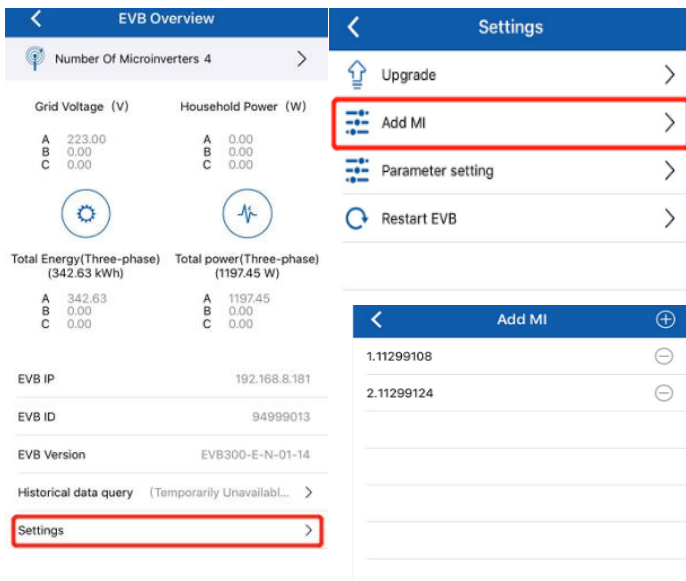 EVB Overview
Number Of Microinverters 4
Grid Voltage (V) Household Power (W)
A 223.00 A 0.00
B 0.00 B 0.00
C 0.00 C 0.00
Total Energy(Three-phase) Total power(Three-phase)
(342.63 kWh) (1197.45 W)
A 342.63 A 1197.45
B 0.00 B 0.00
C 0.00 C 0.00
EVB IP 192.168.8.181
EVB ID 94999013
EVB Version EVB300-E-N-01-14
Historical data query (Temporarily Unavailabl...
Settings
Settings
Upgrade
Add MI
Parameter setting
Restart EVB
Add MI
1.11299108
2.11299124